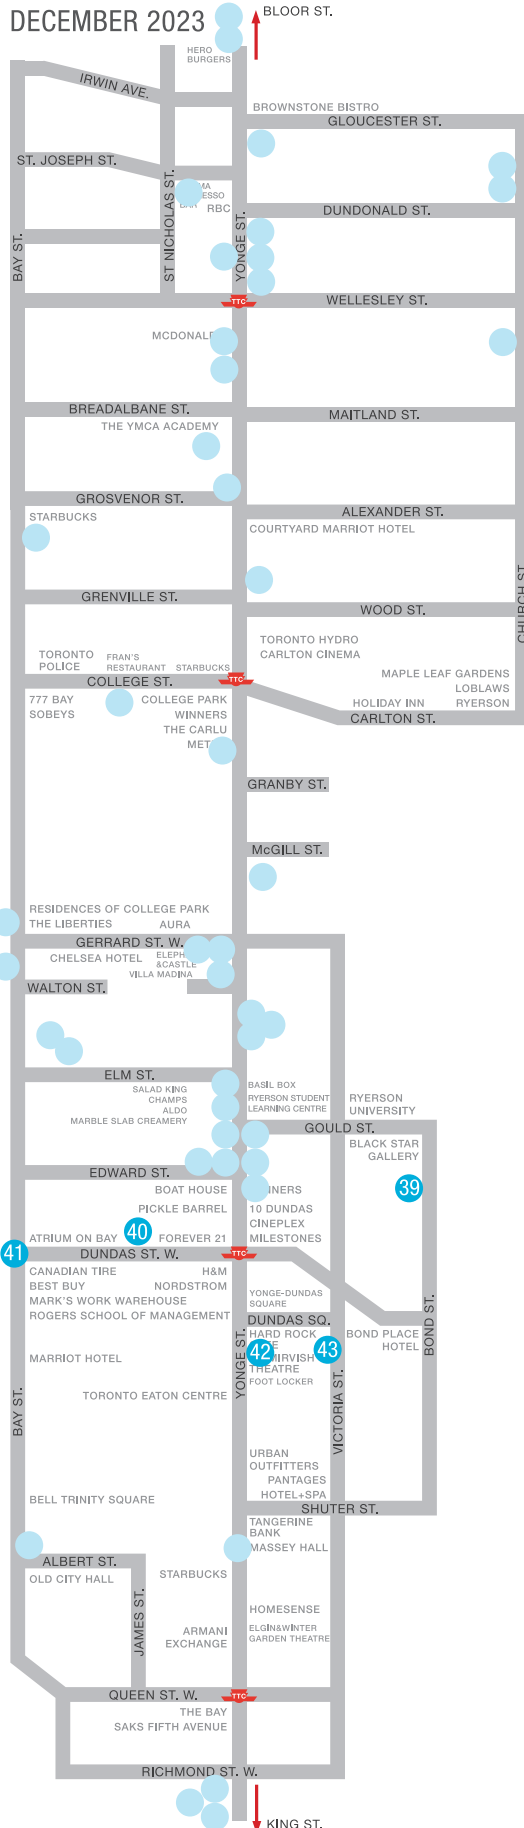 DECEMBER 2023
BLOOR ST.
HERO
BURGERS
IRWIN AVE.
BROWNSTONE BISTRO
GLOUCESTER ST.
ST. JOSEPH ST.
ST NICHOLAS ST.
RBC
DUNDONALD ST.
BAY ST.
YONGE ST.
TTC
WELLESLEY ST.
BREADALBANE ST.
MAITLAND ST.
THE YMCA ACADEMY
GROSVENOR ST.
ALEXANDER ST.
STARBUCKS
COURTYARD MARRIOT HOTEL
CHURCH ST.
GRENVILLE ST.
WOOD ST.
TORONTO HYDRO
CARLTON CINEMA
TORONTO
POLICE
FRAN'S
RESTAURANT
STARBUCKS
COLLEGE ST.
TTC
MAPLE LEAF GARDENS
LOBLAWS
HOLIDAY INN
RYERSON
CARLTON ST.
777 BAY
SOBEYS
COLLEGE PARK
WINNERS
THE CARLU
GRANBY ST.
McGILL ST.
RESIDENCES OF COLLEGE PARK
THE LIBERTIES
AURA
GERRARD ST. W.
CHELSEA HOTEL
&CASTLE
VILLA MADINA
WALTON ST.
ELM ST.
SALAD KING
CHAMPS
ALDO
MARBLE SLAB CREAMERY
BASIL BOX
RYERSON STUDENT
LEARNING CENTRE
RYERSON
UNIVERSITY
GOULD ST.
BLACK STAR
GALLERY
EDWARD ST.
39
BOAT HOUSE
PICKLE BARREL
10 DUNDAS
CINEPLEX
MILESTONES
40
ATRIUM ON BAY
FOREVER 21
41
DUNDAS ST. W.
TTC
CANADIAN TIRE
BEST BUY
MARK'S WORK WAREHOUSE
ROGERS SCHOOL OF MANAGEMENT
H&M
NORDSTROM
YONGE-DUNDAS
SQUARE
DUNDAS SQ.
BOND ST.
HARD ROCK
42
43
BOND PLACE
HOTEL
THEATRE
FOOT LOCKER
MARRIOT HOTEL
YONGE ST.
VICTORIA ST.
BAY ST.
TORONTO EATON CENTRE
URBAN
OUTFITTERS
PANTAGES
HOTEL+SPA
BELL TRINITY SQUARE
SHUTER ST.
TANGERINE
BANK
MASSEY HALL
ALBERT ST.
OLD CITY HALL
STARBUCKS
JAMES ST.
HOMESENSE
ARMANI
EXCHANGE
ELGIN&WINTER
GARDEN THEATRE
QUEEN ST. W.
TTC
THE BAY
SAKS FIFTH AVENUE
RICHMOND ST. W.
KING ST.